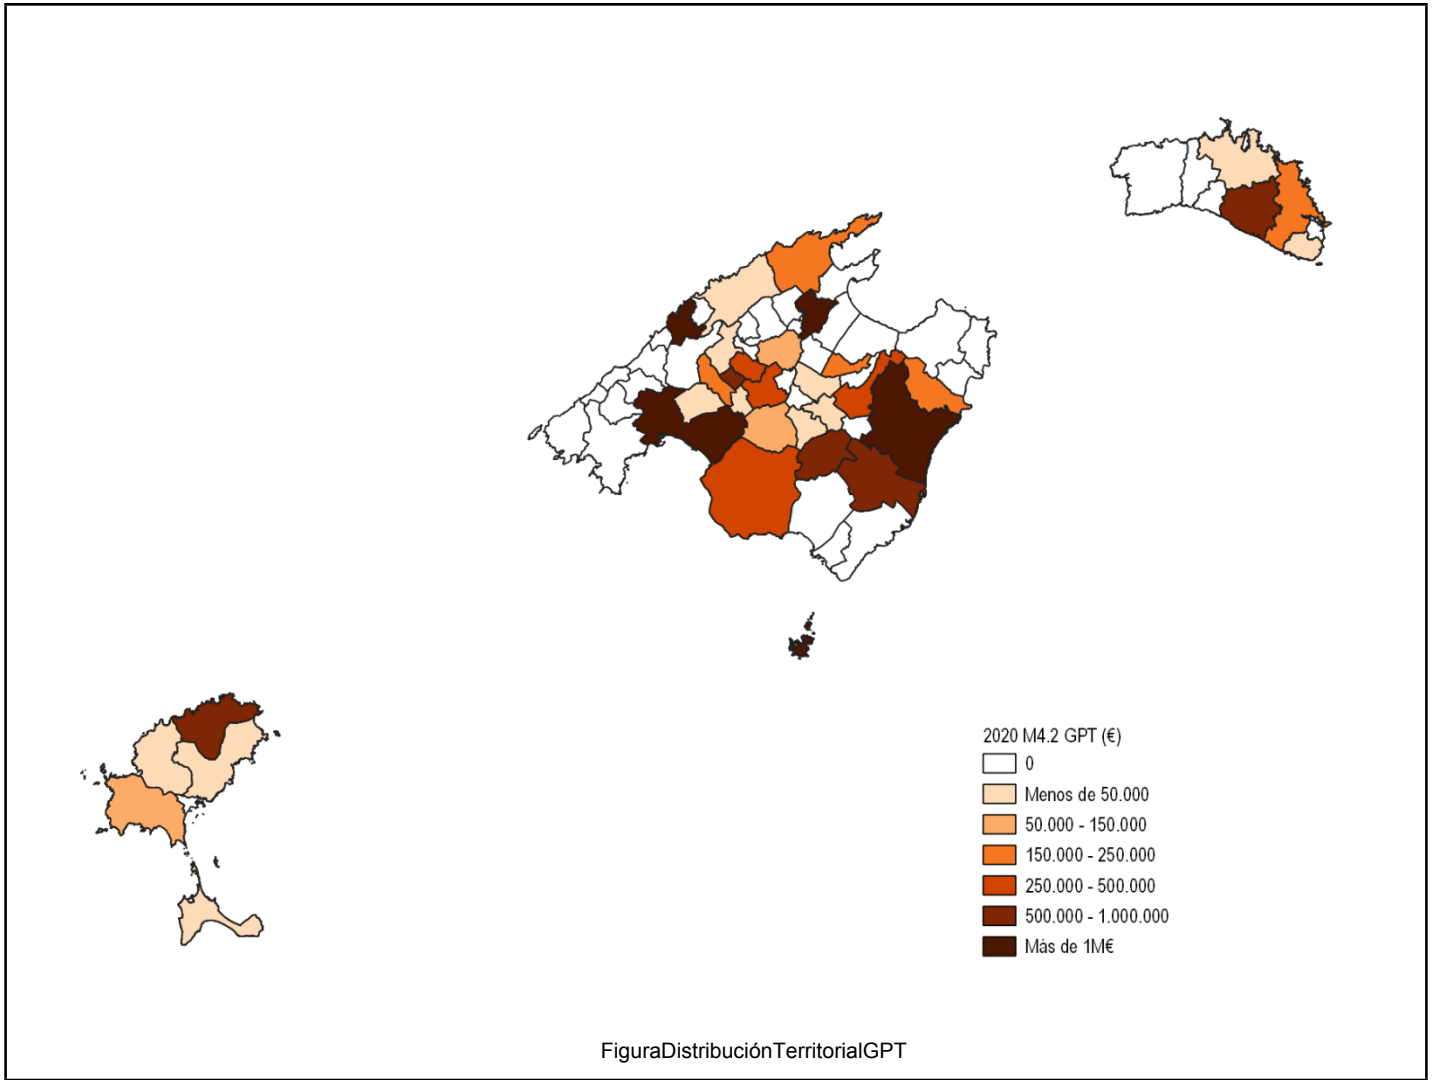 2020 M4.2 GPT (€)
0
Menos de 50.000
50.000 - 150.000
150.000 - 250.000
250.000 - 500.000
500.000 - 1.000.000
Más de 1M€
FiguraDistribuciónTerritorialGPT